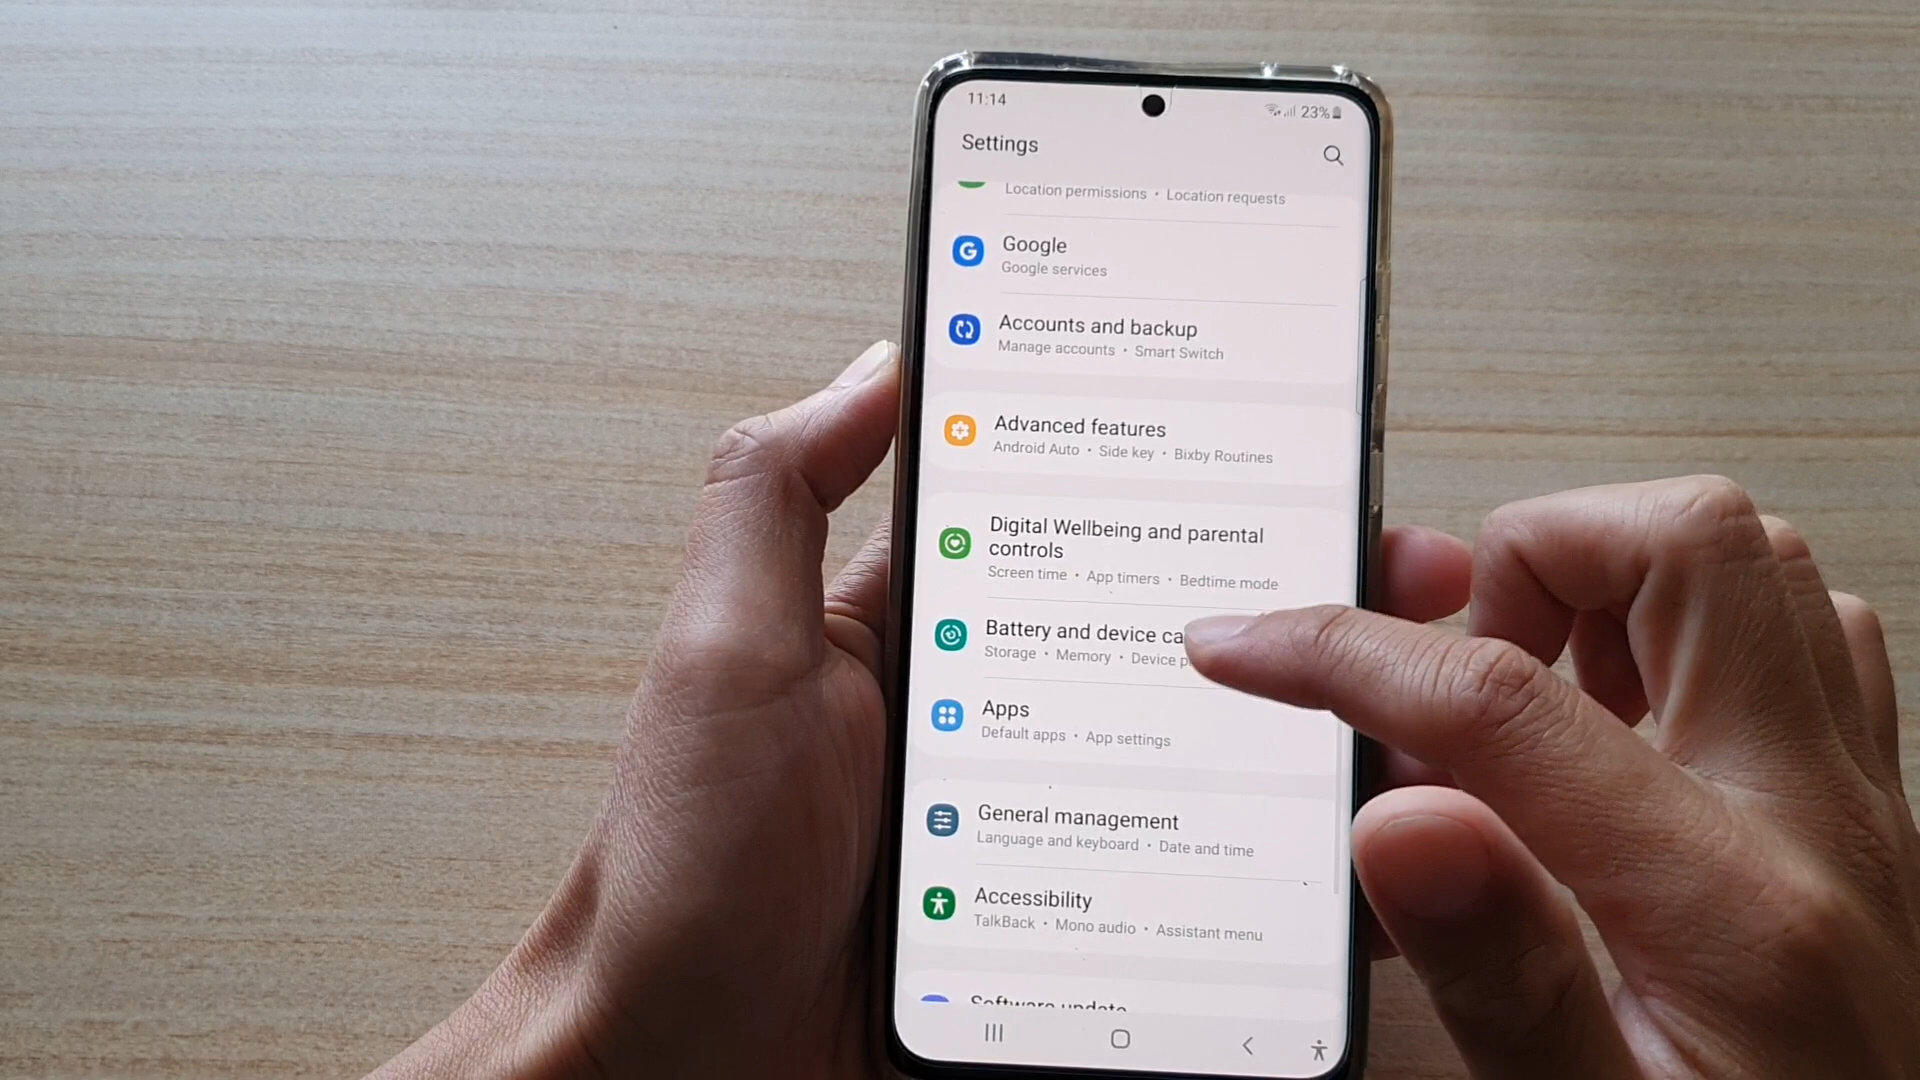 11:14
23%
Settings
Location permissions • Location requests
Google
Google services
Accounts and backup
Manage accounts • Smart Switch
Advanced features
Android Auto • Side key • Bixby Routines
Digital Wellbeing and parental
controls
Screen time • App timers • Bedtime mode
Battery and device ca
Storage • Memory • Device p
Apps
Default apps • App settings
General management
Language and keyboard • Date and time
Accessibility
TalkBack • Mono audio • Assistant menu
Software update